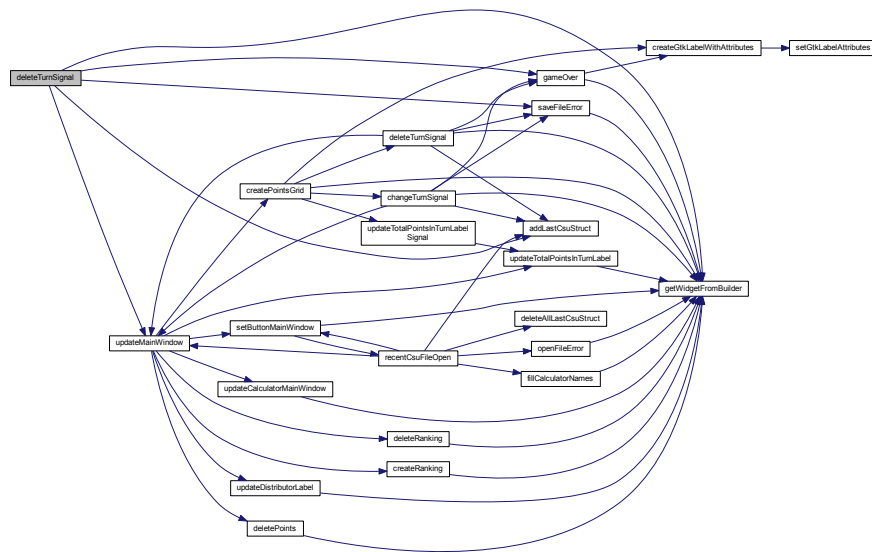 createGtkLabelWithAttributes
setGtkLabelAttributes
deleteTurnSignal
gameOver
saveFileError
deleteTurnSignal
createPointsGrid
changeTurnSignal
updateTotalPointsInTurnLabel
Signal
addLastCsuStruct
updateTotalPointsInTurnLabel
getWidgetFromBuilder
deleteAllLastCsuStruct
setButtonMainWindow
updateMainWindow
openFileError
recentCsuFileOpen
fillCalculatorNames
updateCalculatorMainWindow
deleteRanking
createRanking
updateDistributorLabel
deletePoints